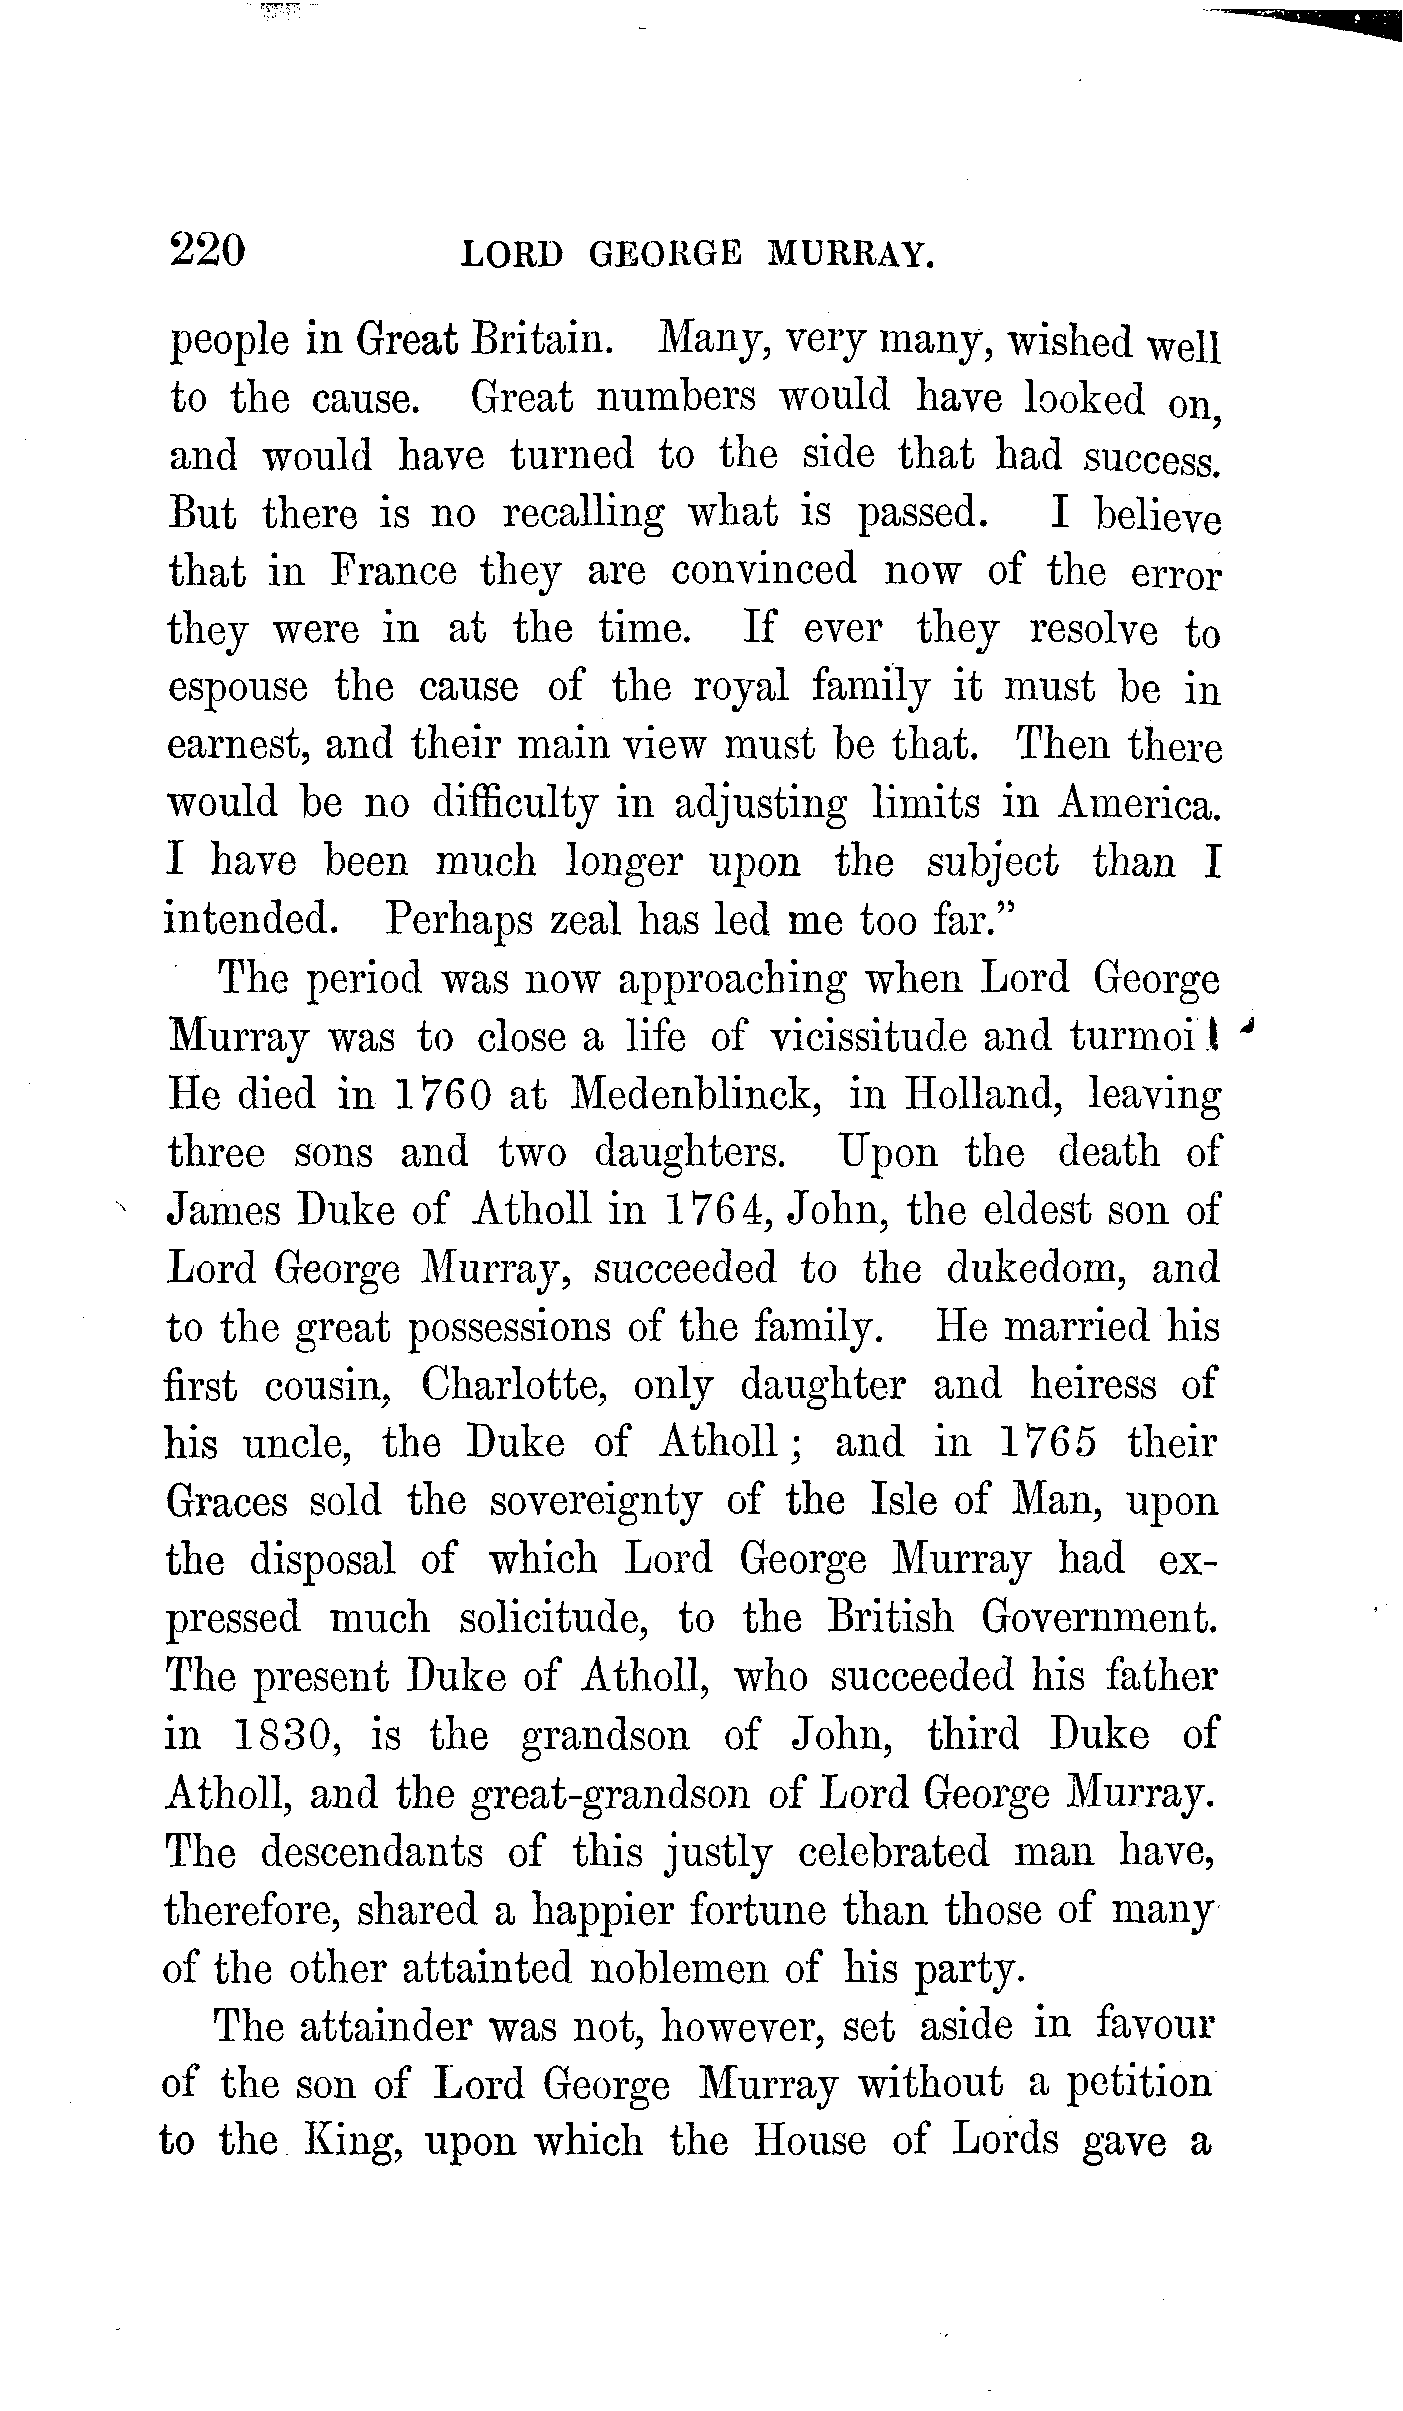 220 LORD GEORGE MURRAY.
people in Great Britain. Many, very many, wished well
to the cause. Great numbers would have looked on,
and would have turned to the side that had success.
But there is no recalling what is passed. I believe
that in France they are convinced now of the error
they were in at the time. If ever they resolve to
espouse the cause of the royal family it must be in
earnest, and their main view must be that. Then there
would be no difficulty in adjusting limits in America.
I have been much longer upon the subject than I
intended. Perhaps zeal has led me too far.”
The period was now approaching when Lord George
Murray was to close a life of vicissitude and turmoil
He died in 1760 at Medenblinck, in Holland, leaving
three sons and two daughters. Upon the death of
James Duke of Atholl in 1764, John, the eldest son of
Lord George Murray, succeeded to the dukedom, and
to the great possessions of the family. He married his
first cousin, Charlotte, only daughter and heiress of
his uncle, the Duke of Atholl; and in 1765 their
Graces sold the sovereignty of the Isle of Man, upon
the disposal of which Lord George Murray had ex-
pressed much solicitude, to the British Government.
The present Duke of Atholl, who succeeded his father
in 1830, is the grandson of John, third Duke of
Atholl, and the great-grandson of Lord George Murray.
The descendants of this justly celebrated man have,
therefore, shared a happier fortune than those of many
of the other attainted noblemen of his party.
The attainder was not, however, set aside in favour
of the son of Lord George Murray without a petition
to the King, upon which the House of Lords gave a